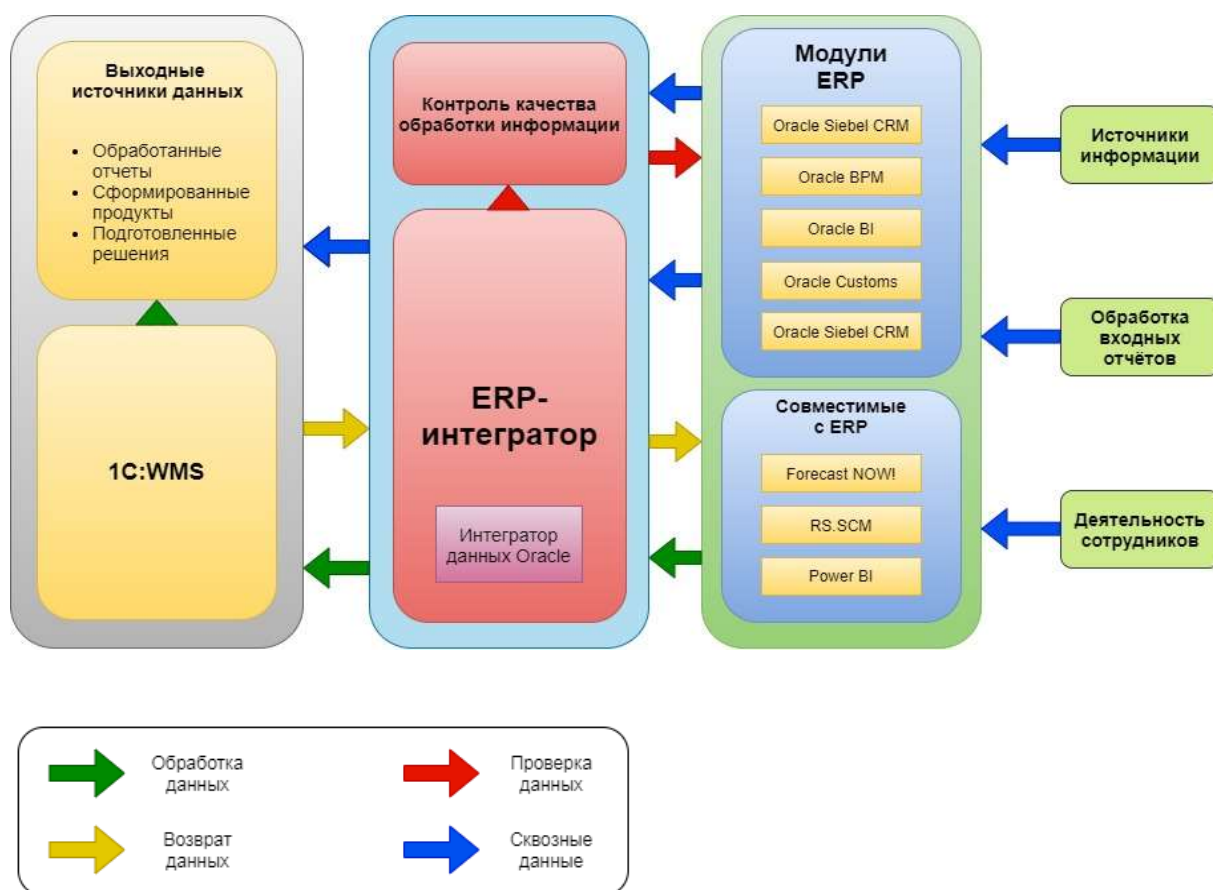 Выходные
источники данных
• Обработанные
отчеты
• Сформированные
продукты
• Подготовленные
решения
1С:WMS
Контроль качества
обработки информации
ERP-
интегратор
Интегратор
данных Oracle
Модули
ERP
Oracle Siebel CRM
Oracle BPM
Oracle BI
Oracle Customs
Oracle Siebel CRM
Совместимые
с ERP
Forecast NOW!
RS.SCM
Power BI
Источники
информации
Обработка
входных
отчётов
Деятельность
сотрудников
Обработка
данных
Проверка
данных
Возврат
данных
Сквозные
данные